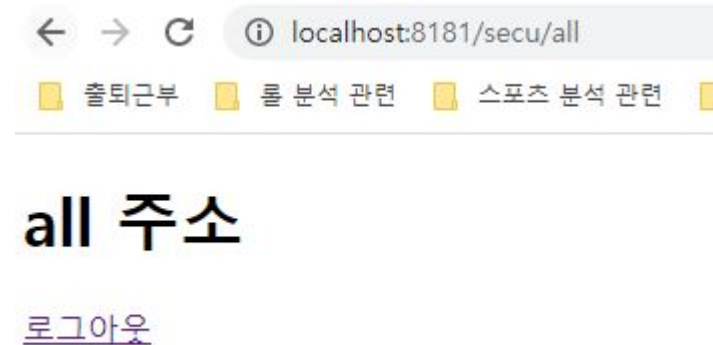 localhost:8181/secu/all
출퇴근부 롤 분석 관련 스포츠 분석 관련
all 주소
로그아웃